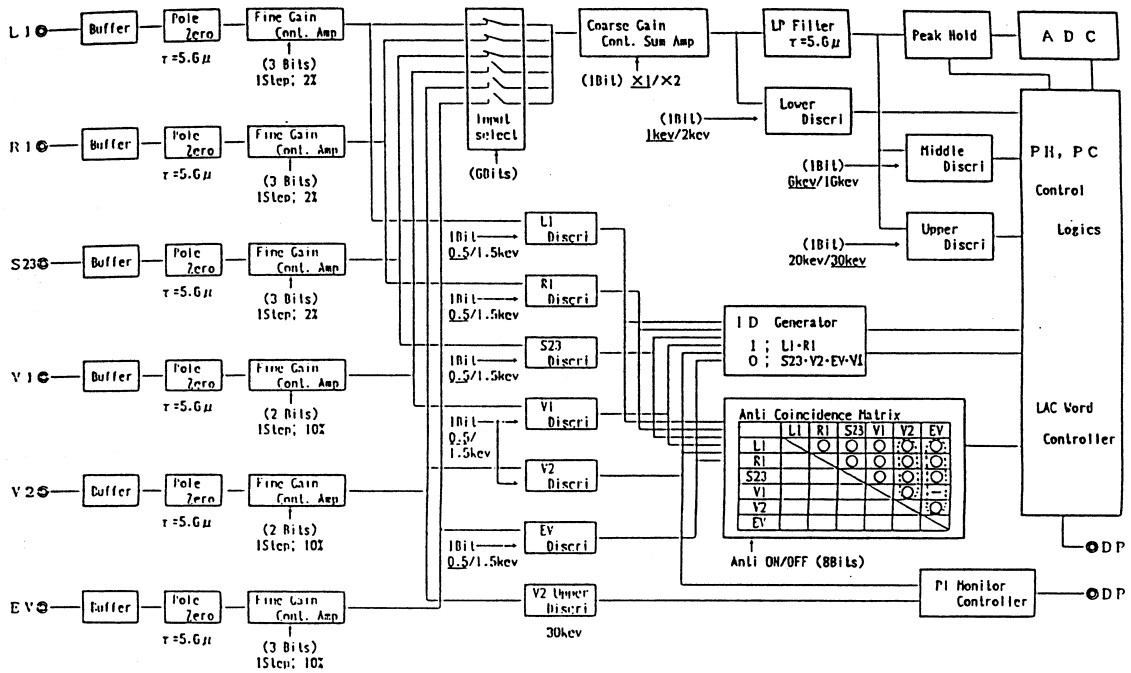 L1
Buffer
Pole
Zero
τ=5.6μ
Fine Gain
Cont. Amp
(3 Bits)
1Step; 2%
R1
Buffer
Pole
Zero
τ=5.6μ
Fine Gain
Cont. Amp
(3 Bits)
1Step; 2%
S23
Buffer
Pole
Zero
τ=5.6μ
Fine Gain
Cont. Amp
(3 Bits)
1Step; 2%
V1
Buffer
Pole
Zero
τ=5.6μ
Fine Gain
Cont. Amp
(2 Bits)
1Step; 10%
V2
Buffer
Pole
Zero
τ=5.6μ
Fine Gain
Cont. Amp
(2 Bits)
1Step; 10%
EV
Buffer
Pole
Zero
τ=5.6μ
Fine Gain
Cont. Amp
(3 Bits)
1Step; 10%
Input
select
(6Bits)
Coarse Gain
Cont. Sum Amp
(1Bit) ×1/×2
LP Filter
τ=5.6μ
Peak Hold
ADC
Lower
Discri
(1Bit)
1kev/2kev
Middle
Discri
(1Bit)
6kev/16kev
Upper
Discri
(1Bit)
20kev/30kev
PH, PC
Control
Logics
LAC Word
Controller
L1
Discri
1Bit
0.5/1.5kev
R1
Discri
1Bit
0.5/1.5kev
S23
Discri
1Bit
0.5/1.5kev
V1
Discri
1Bit
0.5/
1.5kev
V2
Discri
EV
Discri
1Bit
0.5/1.5kev
V2 Upper
Discri
30kev
ID Generator
1 ; L1·R1
0 ; S23·V2·EV·V1
Anti Coincidence Matrix
L1 R1 S23 V1 V2 EV
L1 ○ ○ ○ ○ ○
R1 ○ ○ ○ ○
S23 ○ ○ ○
V1 ○ －
V2 ○
EV
Anti ON/OFF (8Bits)
PI Monitor
Controller
DP
DP